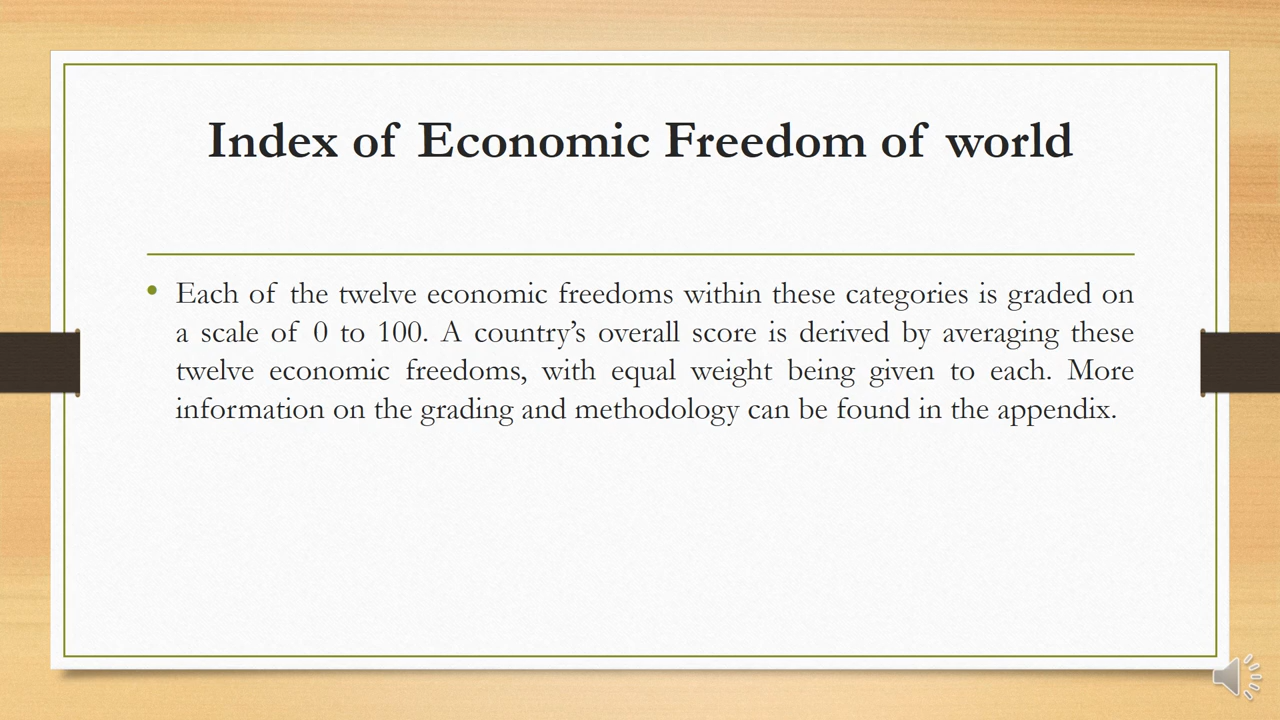 Index of Economic Freedom of world
• Each of the twelve economic freedoms within these categories is graded on
a scale of 0 to 100. A country’s overall score is derived by averaging these
twelve economic freedoms, with equal weight being given to each. More
information on the grading and methodology can be found in the appendix.